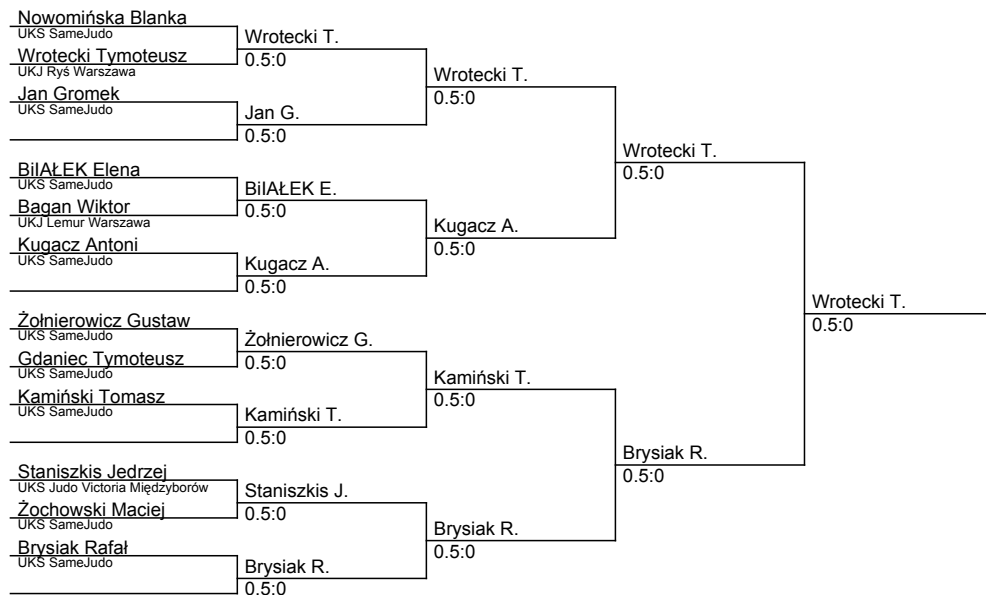 Nowomińska Blanka
UKS SameJudo
Wrotecki Tymoteusz
UKJ Ryś Warszawa
Jan Gromek
UKS SameJudo
BiIAŁEK Elena
UKS SameJudo
Bagan Wiktor
UKJ Lemur Warszawa
Kugacz Antoni
UKS SameJudo
Żołnierowicz Gustaw
UKS SameJudo
Gdaniec Tymoteusz
UKS SameJudo
Kamiński Tomasz
UKS SameJudo
Staniszkis Jedrzej
UKS Judo Victoria Międzyborów
Żochowski Maciej
UKS SameJudo
Brysiak Rafał
UKS SameJudo
Wrotecki T.
0.5:0
Jan G.
0.5:0
BiIAŁEK E.
0.5:0
Kugacz A.
0.5:0
Żołnierowicz G.
0.5:0
Kamiński T.
0.5:0
Staniszkis J.
0.5:0
Brysiak R.
0.5:0
Wrotecki T.
0.5:0
Kugacz A.
0.5:0
Kamiński T.
0.5:0
Brysiak R.
0.5:0
Wrotecki T.
0.5:0
Brysiak R.
0.5:0
Wrotecki T.
0.5:0